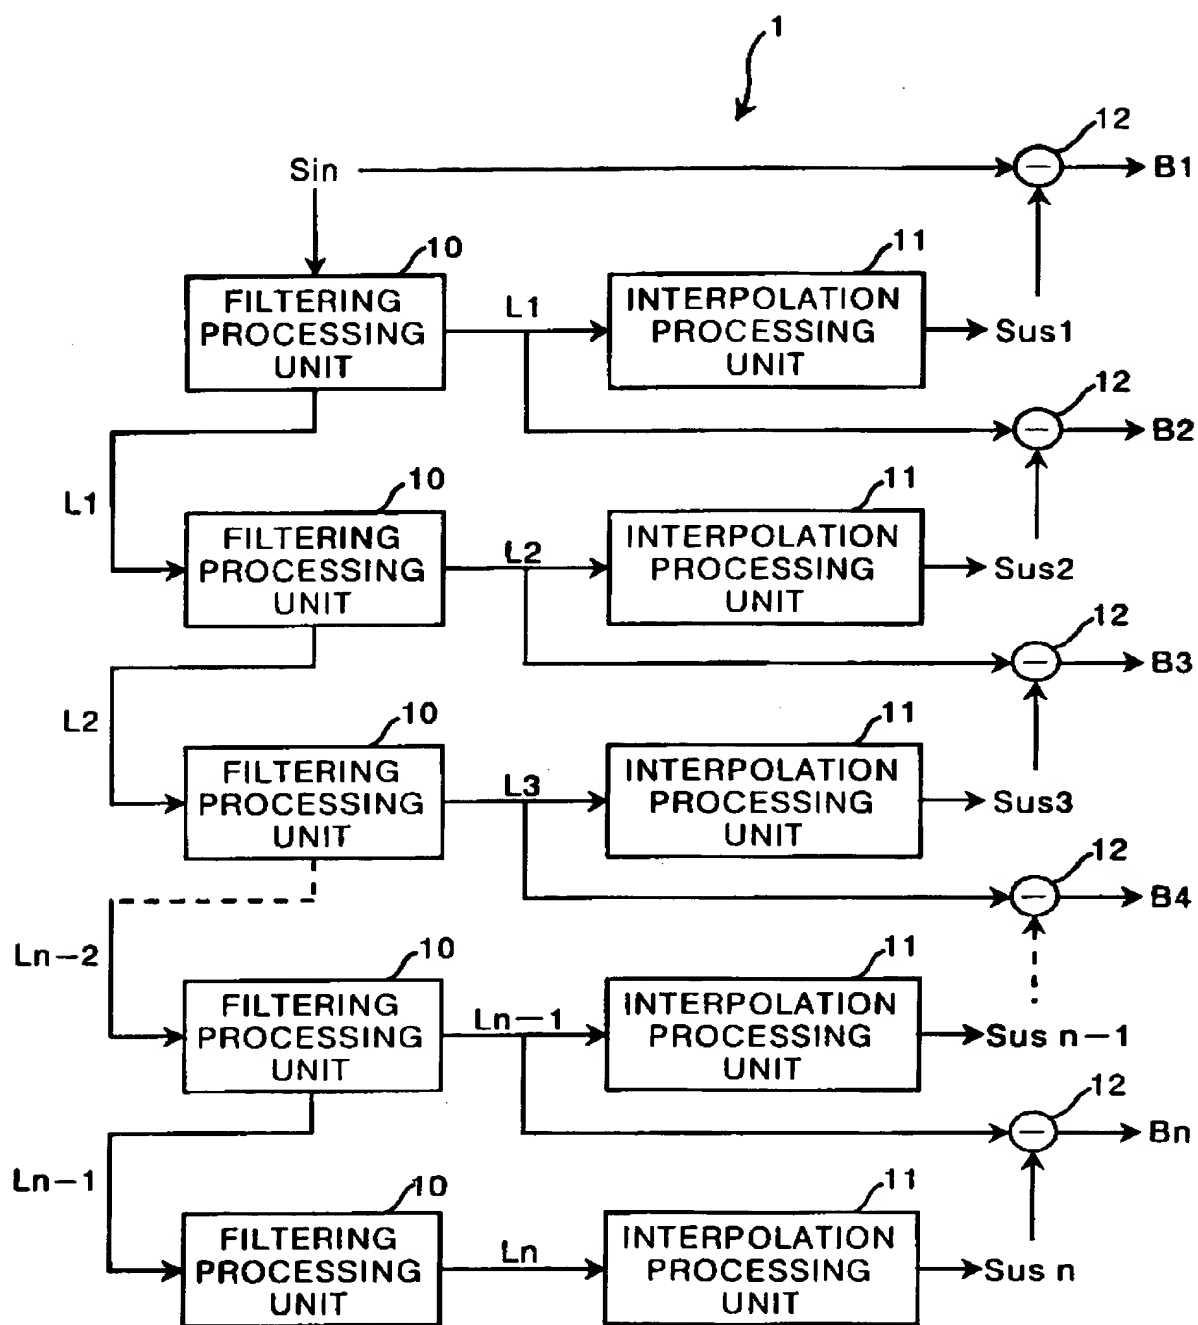 1
12
Sin
B1
10
11
FILTERING
PROCESSING
UNIT
L1
INTERPOLATION
PROCESSING
UNIT
Sus1
12
B2
L1
10
11
FILTERING
PROCESSING
UNIT
L2
INTERPOLATION
PROCESSING
UNIT
Sus2
12
B3
L2
10
11
FILTERING
PROCESSING
UNIT
L3
INTERPOLATION
PROCESSING
UNIT
Sus3
12
B4
Ln-2
10
11
FILTERING
PROCESSING
UNIT
Ln-1
INTERPOLATION
PROCESSING
UNIT
Sus n-1
12
Bn
Ln-1
10
11
FILTERING
PROCESSING
UNIT
Ln
INTERPOLATION
PROCESSING
UNIT
Sus n